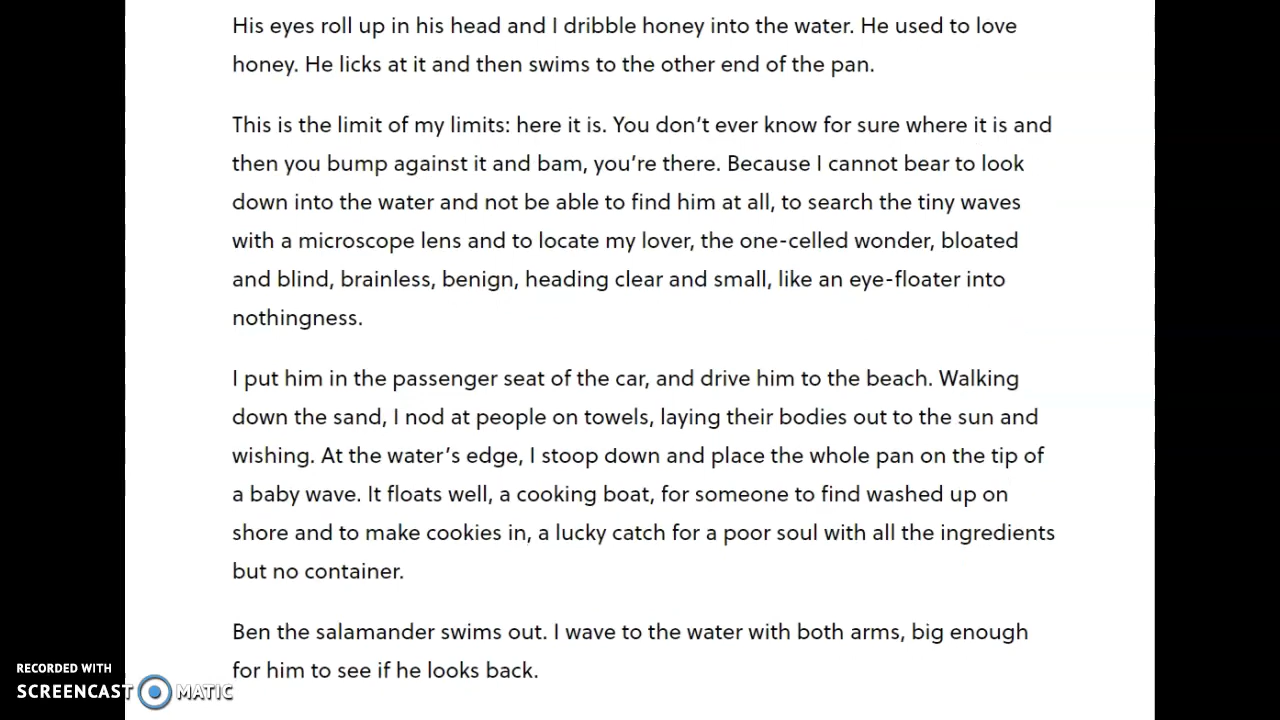 His eyes roll up in his head and I dribble honey into the water. He used to love
honey. He licks at it and then swims to the other end of the pan.
This is the limit of my limits: here it is. You don’t ever know for sure where it is and
then you bump against it and bam, you’re there. Because I cannot bear to look
down into the water and not be able to find him at all, to search the tiny waves
with a microscope lens and to locate my lover, the one-celled wonder, bloated
and blind, brainless, benign, heading clear and small, like an eye-floater into
nothingness.
I put him in the passenger seat of the car, and drive him to the beach. Walking
down the sand, I nod at people on towels, laying their bodies out to the sun and
wishing. At the water’s edge, I stoop down and place the whole pan on the tip of
a baby wave. It floats well, a cooking boat, for someone to find washed up on
shore and to make cookies in, a lucky catch for a poor soul with all the ingredients
but no container.
Ben the salamander swims out. I wave to the water with both arms, big enough
for him to see if he looks back.
RECORDED WITH
SCREENCAST MATIC